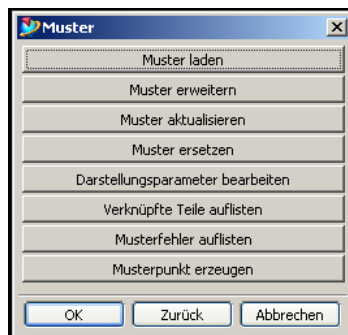 Muster
Muster laden
Muster erweitern
Muster aktualisieren
Muster ersetzen
Darstellungsparameter bearbeiten
Verknüpfte Teile auflisten
Musterfehler auflisten
Musterpunkt erzeugen
OK Zurück Abbrechen